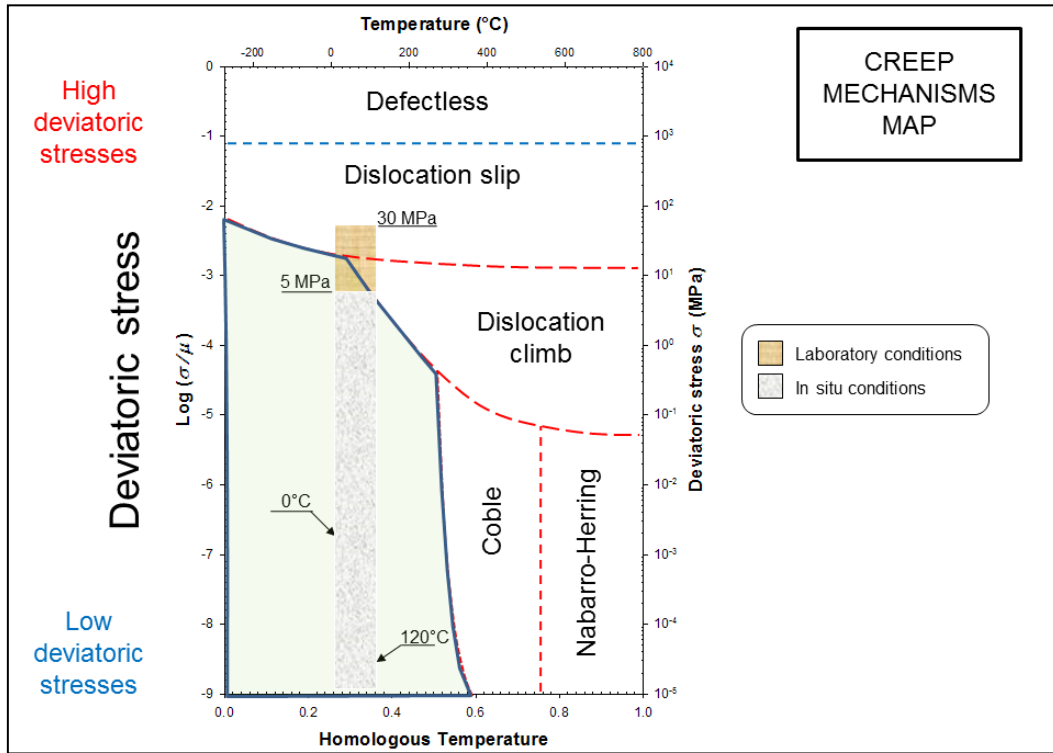 Temperature (°C)
-200 0 200 400 600 800
High
deviatoric
stresses
Deviatoric stress
Low
deviatoric
stresses
Log (σ/μ)
0
-1
-2
-3
-4
-5
-6
-7
-8
-9
Defectless
Dislocation slip
30 MPa
5 MPa
Dislocation
climb
0°C
120°C
Coble
Nabarro-Herring
10⁴
10³
10²
10¹
10⁰
10⁻¹
10⁻²
10⁻³
10⁻⁴
10⁻⁵
Deviatoric stress σ (MPa)
0.0 0.2 0.4 0.6 0.8 1.0
Homologous Temperature
CREEP
MECHANISMS
MAP
Laboratory conditions
In situ conditions